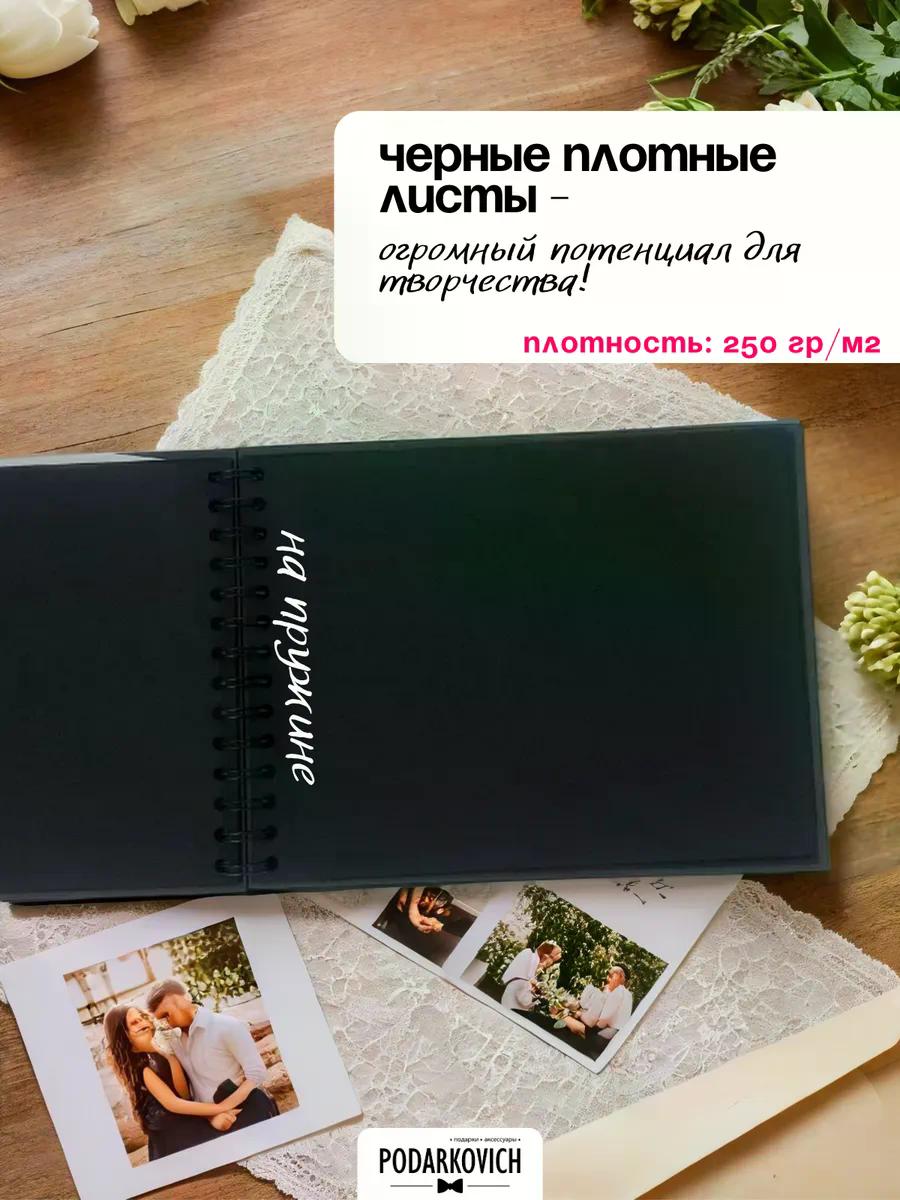 черные плотные
листы –
огромный потенциал для
творчества!
плотность: 250 гр/м2
на пружине
• подарки • аксессуары •
PODARKOVICH